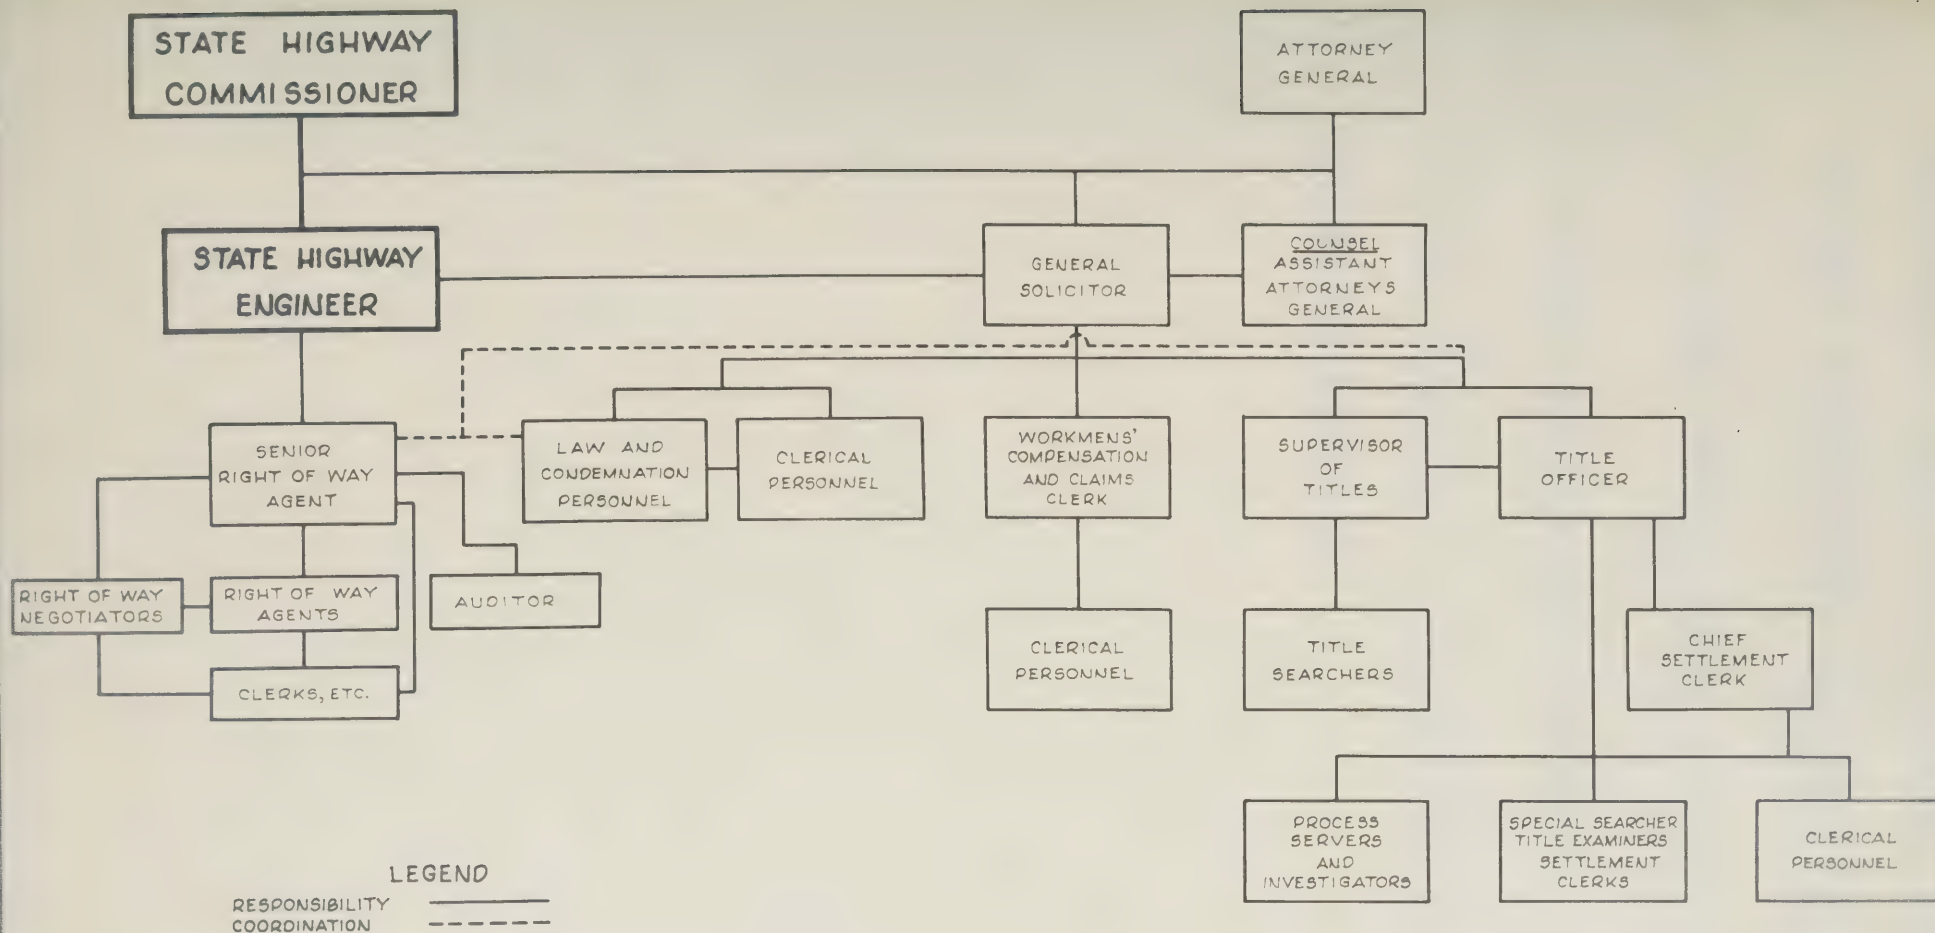 STATE HIGHWAY
COMMISSIONER
ATTORNEY
GENERAL
STATE HIGHWAY
ENGINEER
GENERAL
SOLICITOR
COUNSEL
ASSISTANT
ATTORNEYS
GENERAL
SENIOR
RIGHT OF WAY
AGENT
LAW AND
CONDEMNATION
PERSONNEL
CLERICAL
PERSONNEL
WORKMENS'
COMPENSATION
AND CLAIMS
CLERK
SUPERVISOR
OF
TITLES
TITLE
OFFICER
RIGHT OF WAY
NEGOTIATORS
RIGHT OF WAY
AGENTS
AUDITOR
CLERKS, ETC.
CLERICAL
PERSONNEL
TITLE
SEARCHERS
CHIEF
SETTLEMENT
CLERK
PROCESS
SERVERS
AND
INVESTIGATORS
SPECIAL SEARCHER
TITLE EXAMINERS
SETTLEMENT
CLERKS
CLERICAL
PERSONNEL
LEGEND
RESPONSIBILITY
COORDINATION